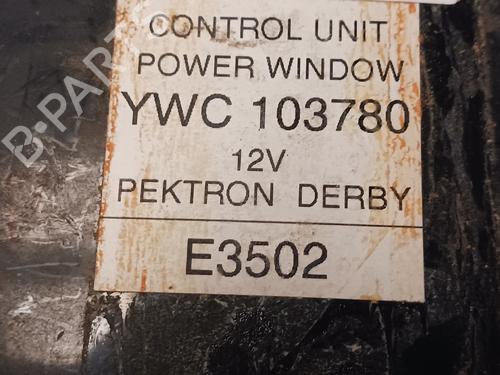 CONTROL UNIT
POWER WINDOW
YWC 103780
12V
PEKTRON DERBY
E3502
B-PARTS